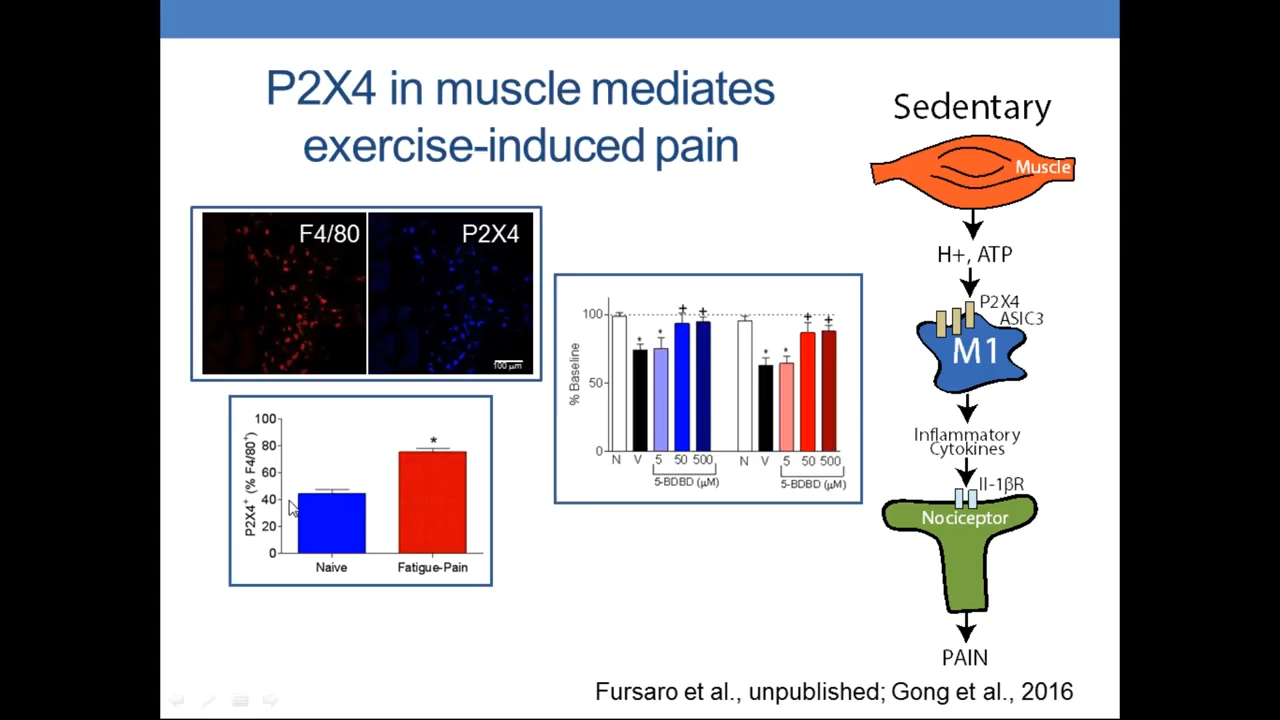 P2X4 in muscle mediates
exercise-induced pain
F4/80
P2X4
100 µm
100
80
60
40
20
0
P2X4⁺ (% F4/80⁺)
*
Naive
Fatigue-Pain
% Baseline
100
50
0
* * + +
* * + +
N V 5 50 500
5-BDBD (µM)
N V 5 50 500
5-BDBD (µM)
Sedentary
Muscle
H+, ATP
P2X4
ASIC3
M1
Inflammatory
Cytokines
Il-1βR
Nociceptor
PAIN
Fursaro et al., unpublished; Gong et al., 2016